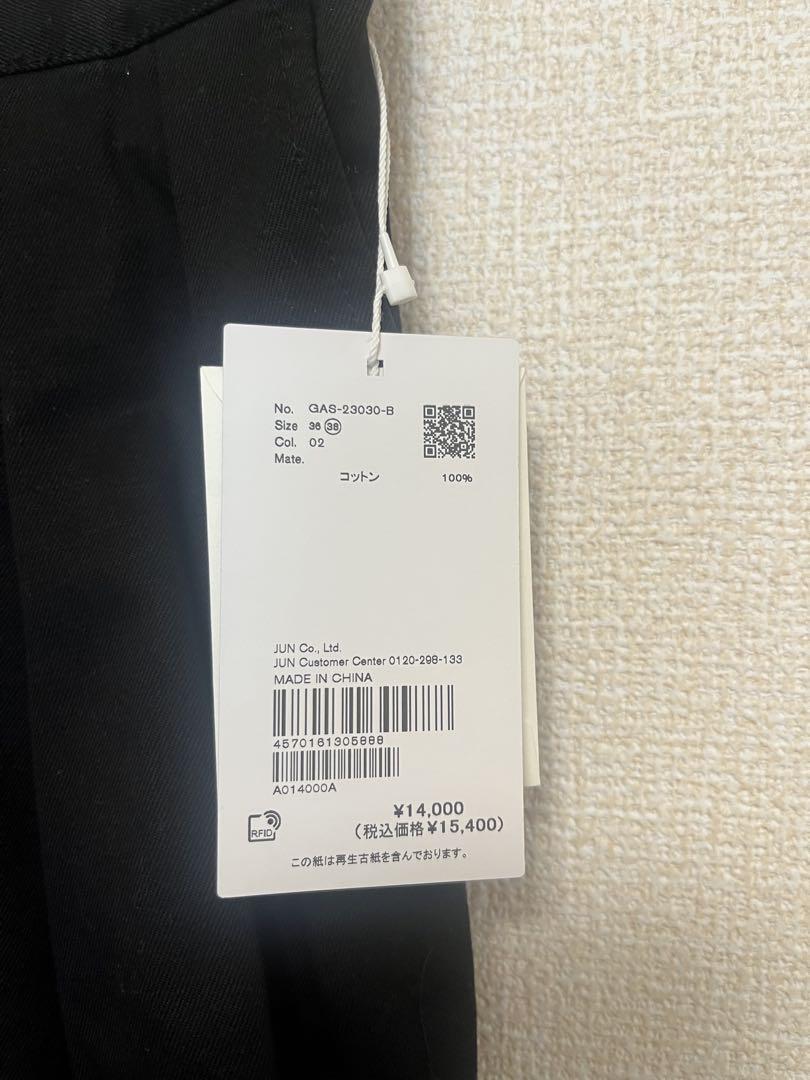 No. GAS-23030-B
Size 36 38
Col. 02
Mate.
コットン 100%
JUN Co., Ltd.
JUN Customer Center 0120-298-133
MADE IN CHINA
4570161305888
A014000A
¥14,000
(税込価格¥15,400)
RFID
この紙は再生古紙を含んでおります。